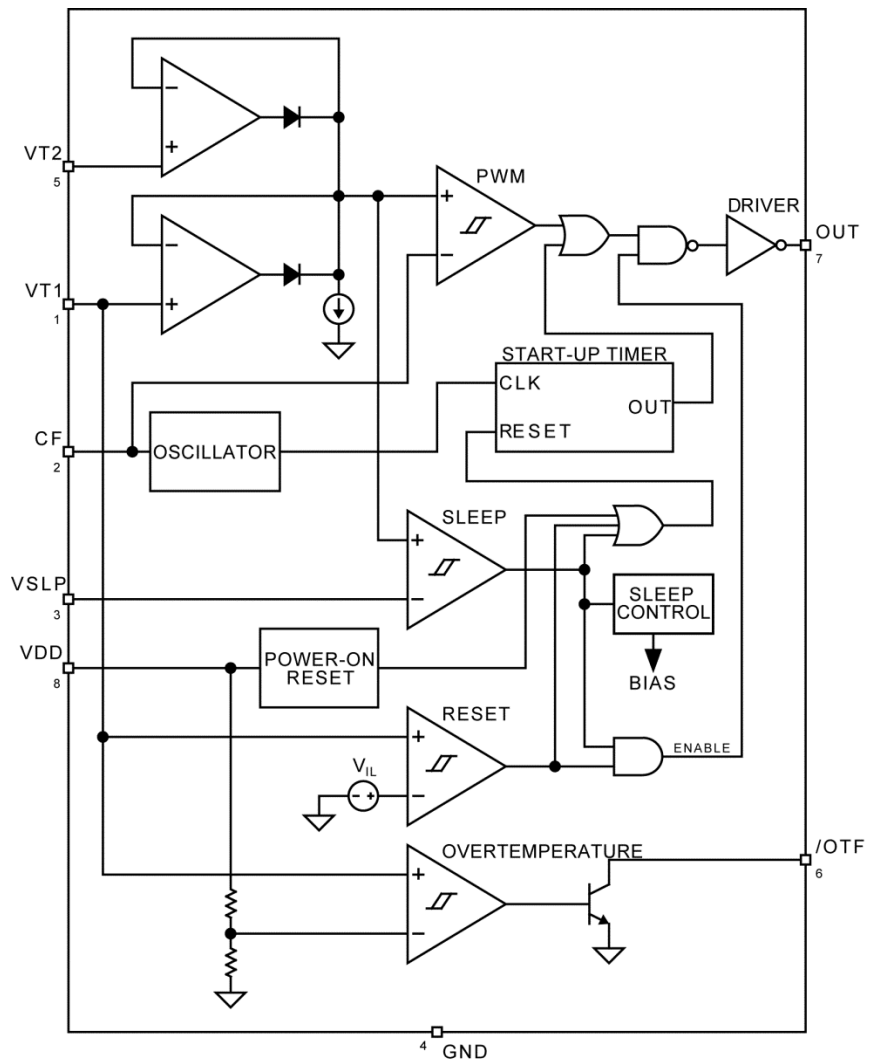 −
+
VT2
5
PWM
+
−
DRIVER
OUT
7
−
+
VT1
1
START-UP TIMER
CLK
OUT
RESET
CF
2
OSCILLATOR
SLEEP
+
−
VSLP
3
SLEEP
CONTROL
BIAS
VDD
8
POWER-ON
RESET
RESET
+
−
VIL
− +
ENABLE
OVERTEMPERATURE
+
−
/OTF
6
4
GND